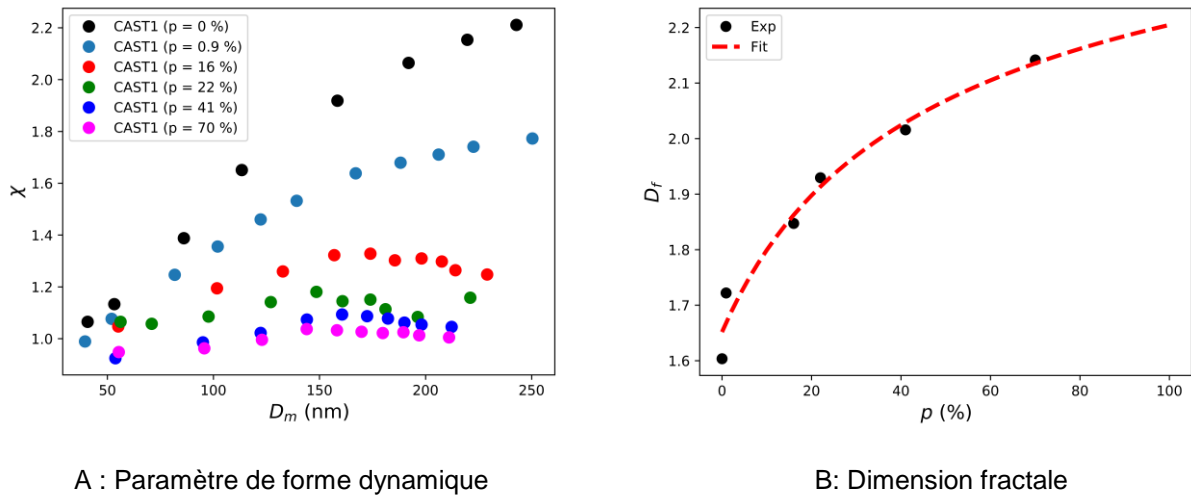 CAST1 (p = 0 %)
CAST1 (p = 0.9 %)
CAST1 (p = 16 %)
CAST1 (p = 22 %)
CAST1 (p = 41 %)
CAST1 (p = 70 %)
2.2
2.0
1.8
1.6
1.4
1.2
1.0
χ
50 100 150 200 250
D_m (nm)
Exp
Fit
2.2
2.1
2.0
1.9
1.8
1.7
1.6
D_f
0 20 40 60 80 100
p (%)
A : Paramètre de forme dynamique
B: Dimension fractale